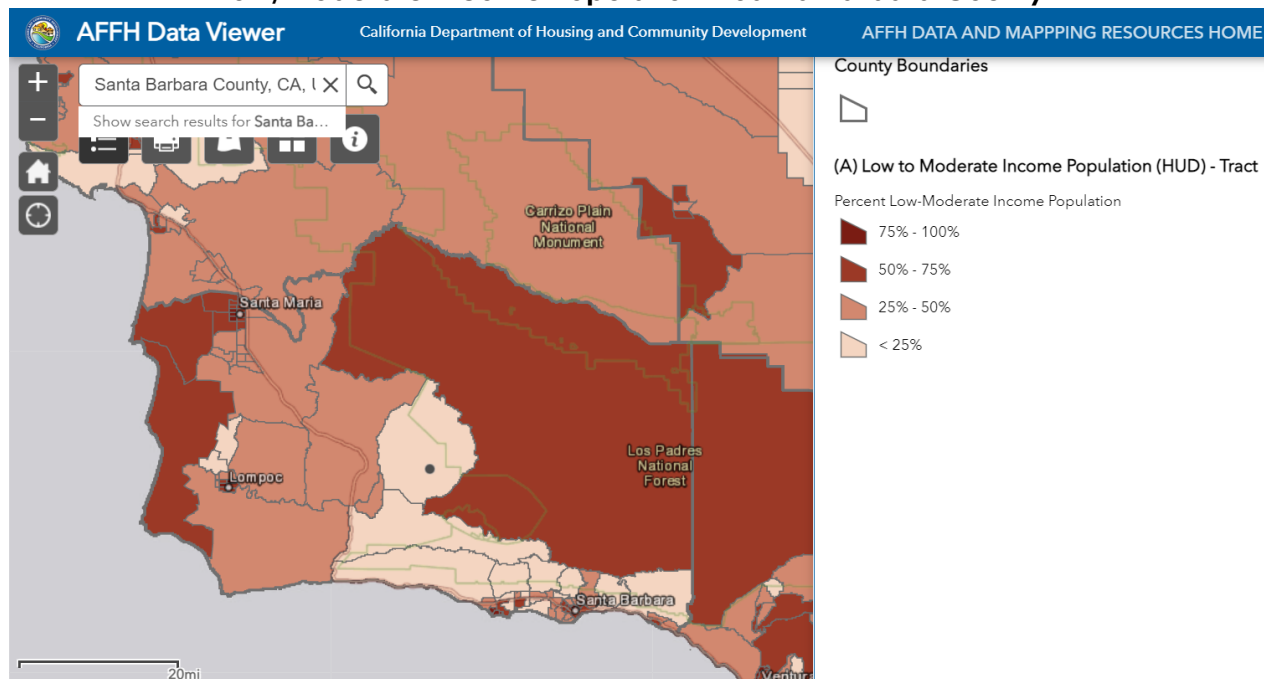 AFFH Data Viewer
California Department of Housing and Community Development
AFFH DATA AND MAPPPING RESOURCES HOME
+
Santa Barbara County, CA, U
−
Show search results for Santa Ba...
Carrizo Plain
National
Monument
Santa Maria
Los Padres
National
Forest
Lompoc
Santa Barbara
Ventura
20mi
County Boundaries
(A) Low to Moderate Income Population (HUD) - Tract
Percent Low-Moderate Income Population
75% - 100%
50% - 75%
25% - 50%
< 25%